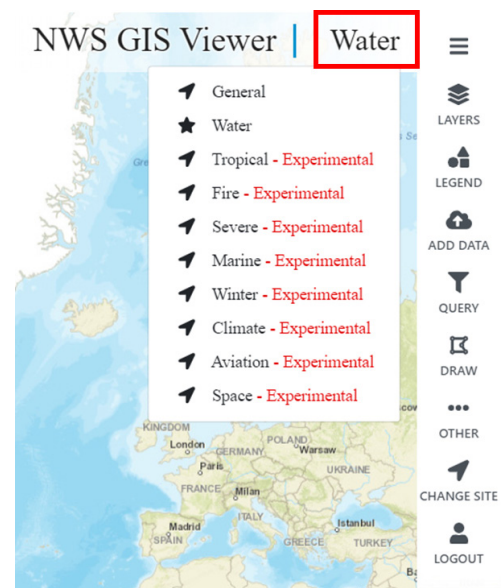 NWS GIS Viewer | Water
LAYERS
LEGEND
ADD DATA
QUERY
DRAW
OTHER
CHANGE SITE
LOGOUT
General
Water
Tropical - Experimental
Fire - Experimental
Severe - Experimental
Marine - Experimental
Winter - Experimental
Climate - Experimental
Aviation - Experimental
Space - Experimental
KINGDOM
London
POLAND
Warsaw
GERMANY
Paris
UKRAINE
FRANCE
Milan
ITALY
Madrid
SPAIN
Istanbul
GREECE
TURKEY